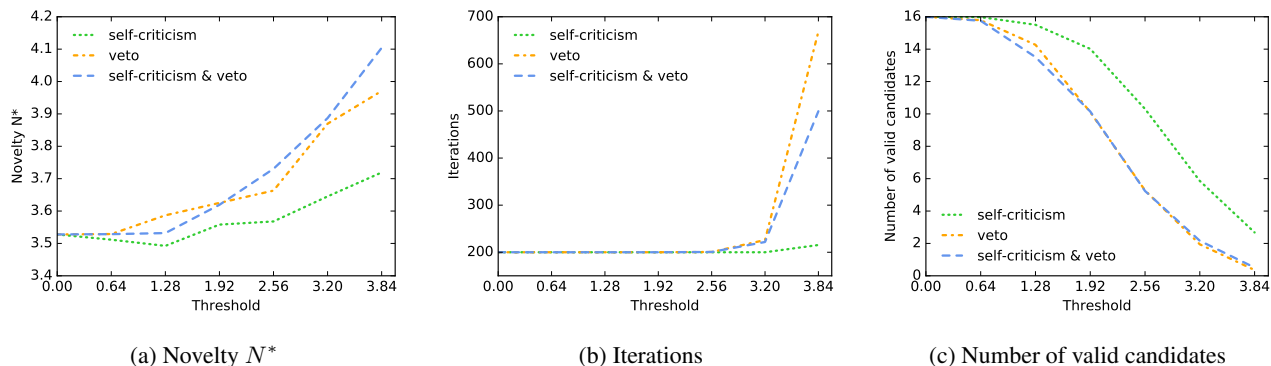 4.2
4.1
4.0
3.9
3.8
3.7
3.6
3.5
3.4
Novelty N*
self-criticism
veto
self-criticism & veto
0.00 0.64 1.28 1.92 2.56 3.20 3.84
Threshold
(a) Novelty N*
700
600
500
400
300
200
Iterations
self-criticism
veto
self-criticism & veto
0.00 0.64 1.28 1.92 2.56 3.20 3.84
Threshold
(b) Iterations
16
14
12
10
8
6
4
2
0
Number of valid candidates
self-criticism
veto
self-criticism & veto
0.00 0.64 1.28 1.92 2.56 3.20 3.84
Threshold
(c) Number of valid candidates